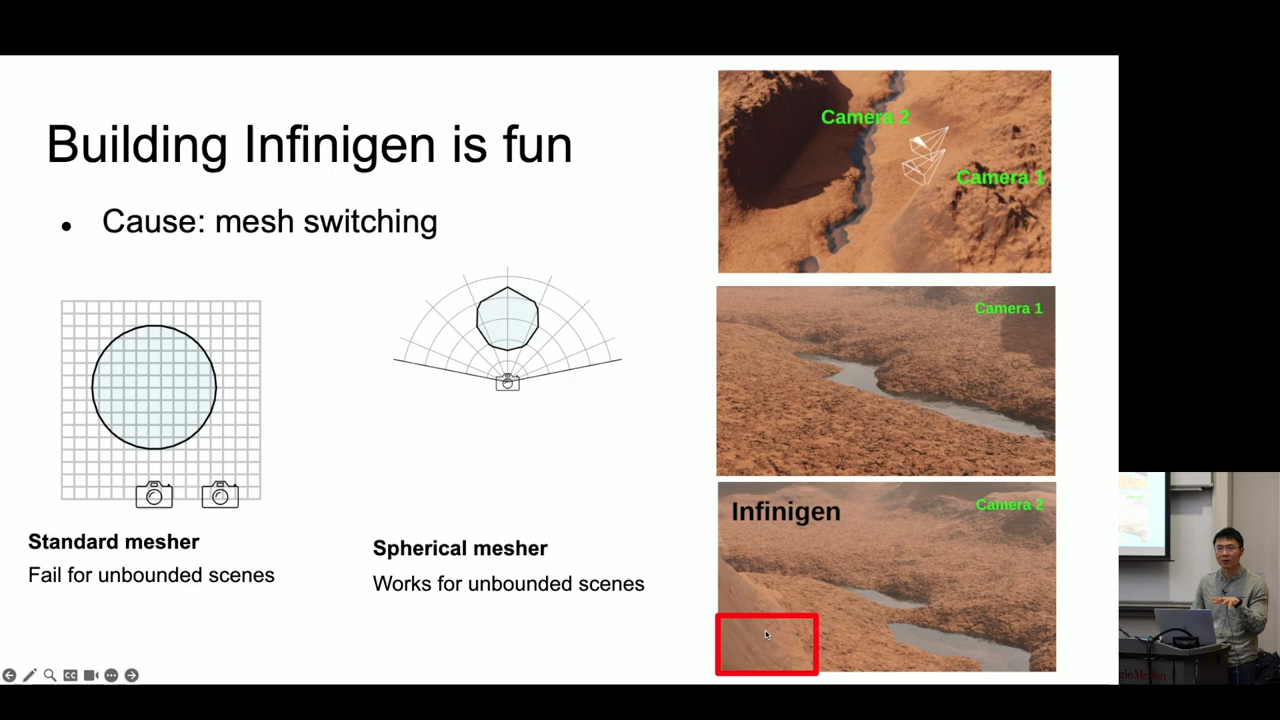 Building Infinigen is fun
• Cause: mesh switching
Standard mesher
Fail for unbounded scenes
Spherical mesher
Works for unbounded scenes
Camera 2
Camera 1
Camera 1
Infinigen
Camera 2
CC